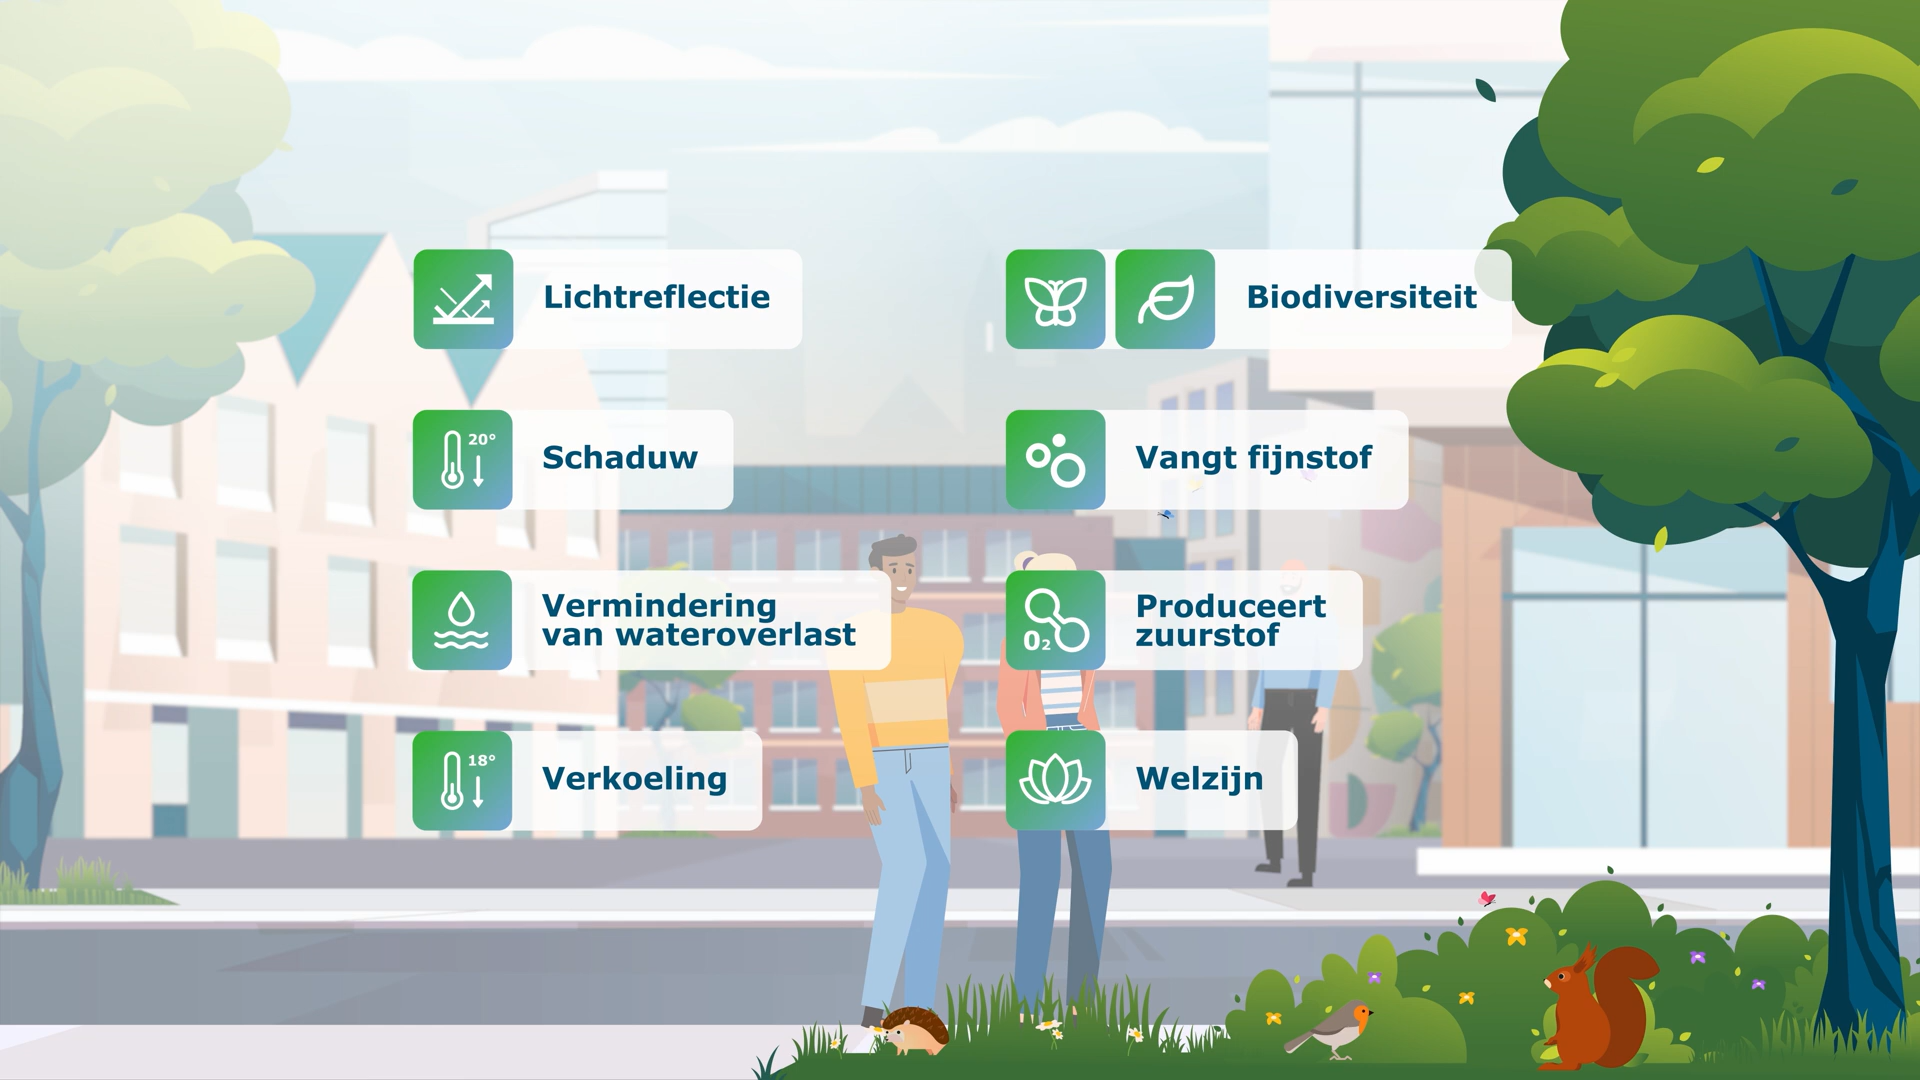 Lichtreflectie
Biodiversiteit
20°
Schaduw
Vangt fijnstof
Vermindering
van wateroverlast
O₂
Produceert
zuurstof
18°
Verkoeling
Welzijn